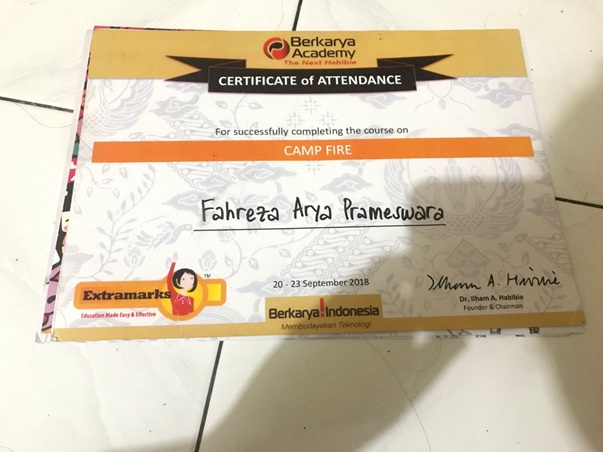 Berkarya
Academy
The Next Habibie
CERTIFICATE of ATTENDANCE
For successfully completing the course on
CAMP FIRE
Fahreza Arya Prameswara
20 - 23 September 2018
Extramarks TM
Education Made Easy & Effective
Berkarya!Indonesia
Membudayakan Teknologi
Ilham A. Habibie
Dr. Ilham A. Habibie
Founder & Chairman